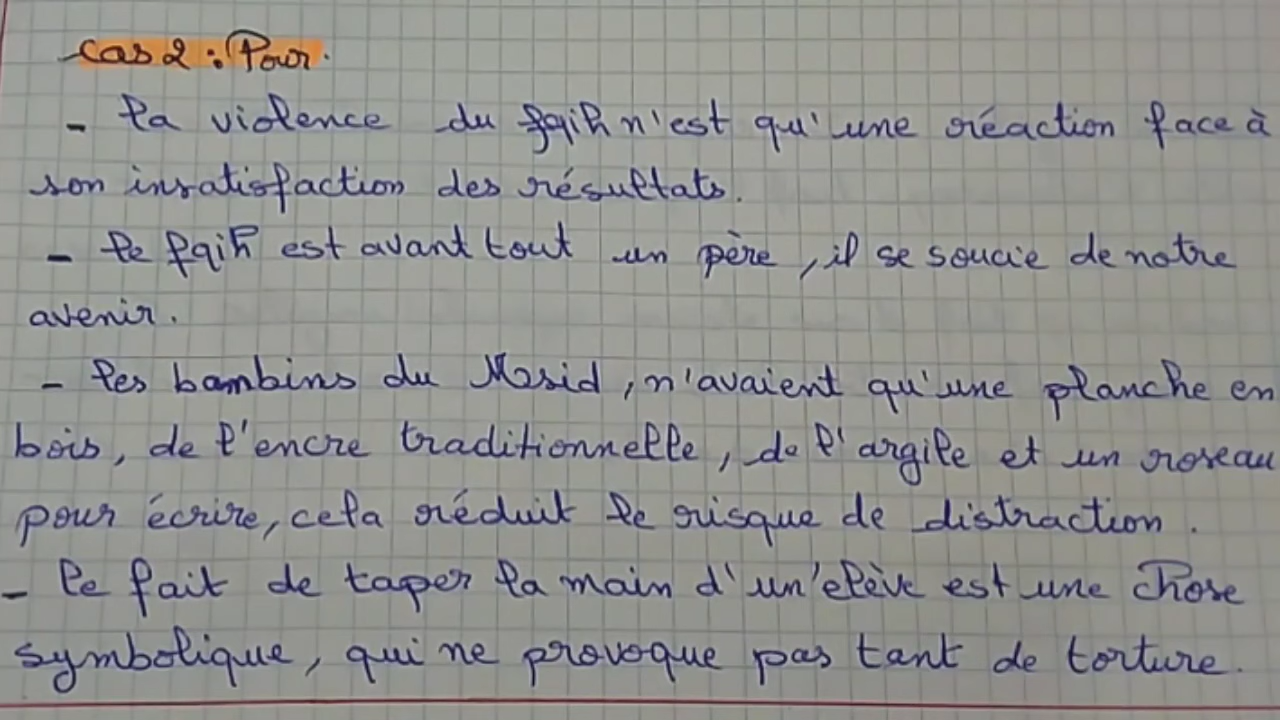 Cas 2 : Pour.
- la violence du fqih n'est qu'une réaction face à
son insatisfaction des résultats.
- le fqih est avant tout un père, il se soucie de notre
avenir.
- les bambins du Msid, n'avaient qu'une planche en
bois, de l'encre traditionnelle, de l'argile et un roseau
pour écrire, cela réduit le risque de distraction.
- le fait de taper la main d'un'elève est une chose
symbolique, qui ne provoque pas tant de torture.